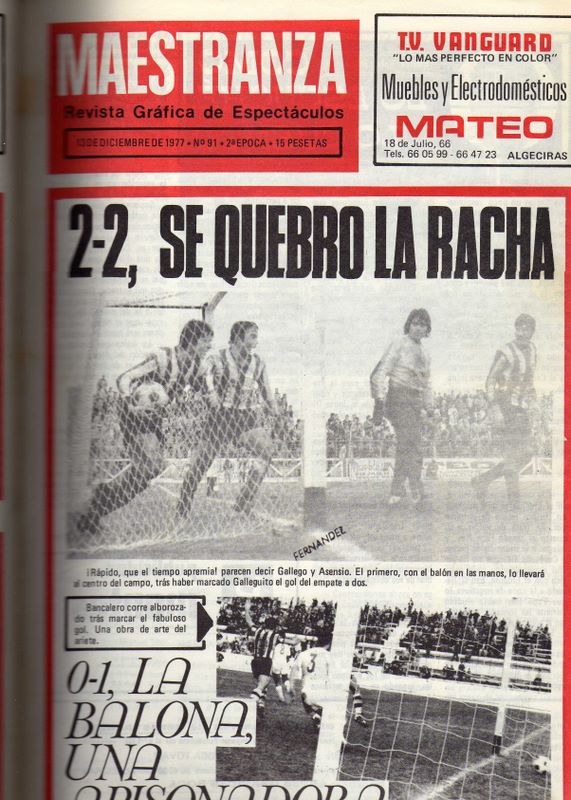 MAESTRANZA
Revista Gráfica de Espectáculos
13 DE DICIEMBRE DE 1977 • Nº 91 • 2ª EPOCA • 15 PESETAS
T.V. VANGUARD
"LO MAS PERFECTO EN COLOR"
Muebles y Electrodomésticos
MATEO
18 de Julio, 66
Tels. 66 05 99 - 66 47 23 ALGECIRAS
2-2, SE QUEBRO LA RACHA
FERNANDEZ
¡Rápido, que el tiempo apremia! parecen decir Gallego y Asensio. El primero, con el balón en las manos, lo llevará
al centro del campo, trás haber marcado Galleguito el gol del empate a dos.
Bancalero corre alboroza-
do trás marcar el fabuloso
gol. Una obra de arte del
ariete.
3
0-1, LA
BALONA,
UNA
APISONADORA